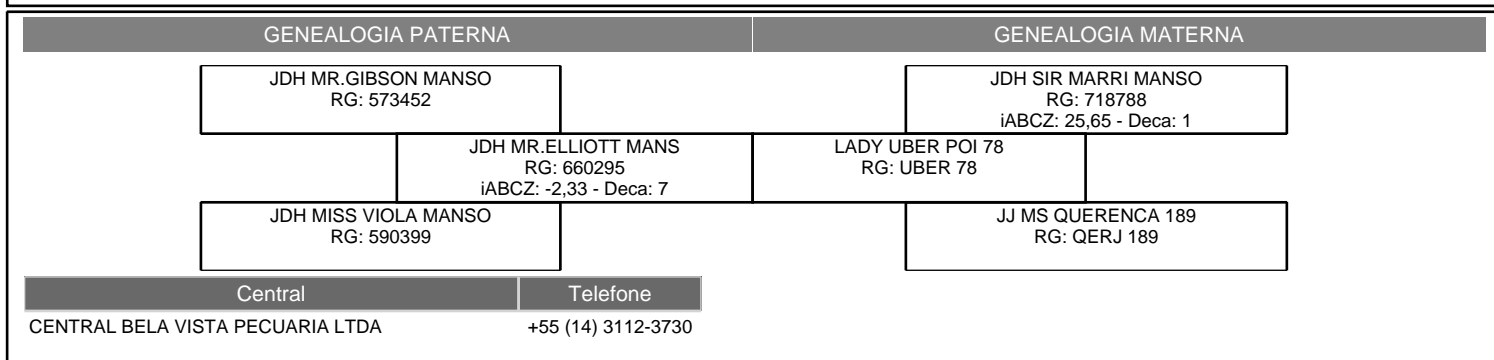 GENEALOGIA PATERNA
GENEALOGIA MATERNA
JDH MR.GIBSON MANSO
RG: 573452
JDH SIR MARRI MANSO
RG: 718788
iABCZ: 25,65 - Deca: 1
JDH MR.ELLIOTT MANS
RG: 660295
iABCZ: -2,33 - Deca: 7
LADY UBER POI 78
RG: UBER 78
JDH MISS VIOLA MANSO
RG: 590399
JJ MS QUERENCA 189
RG: QERJ 189
Central
Telefone
CENTRAL BELA VISTA PECUARIA LTDA
+55 (14) 3112-3730